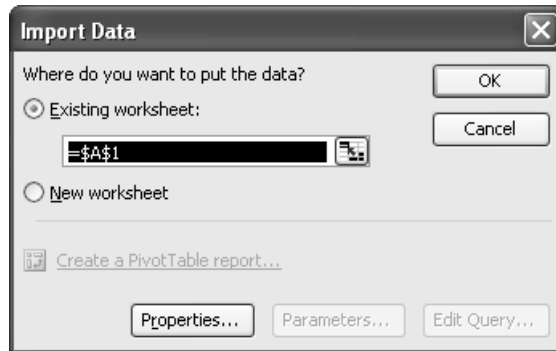 Import Data
Where do you want to put the data?
OK
Existing worksheet:
Cancel
=$A$1
New worksheet
Create a PivotTable report...
Properties... Parameters... Edit Query...